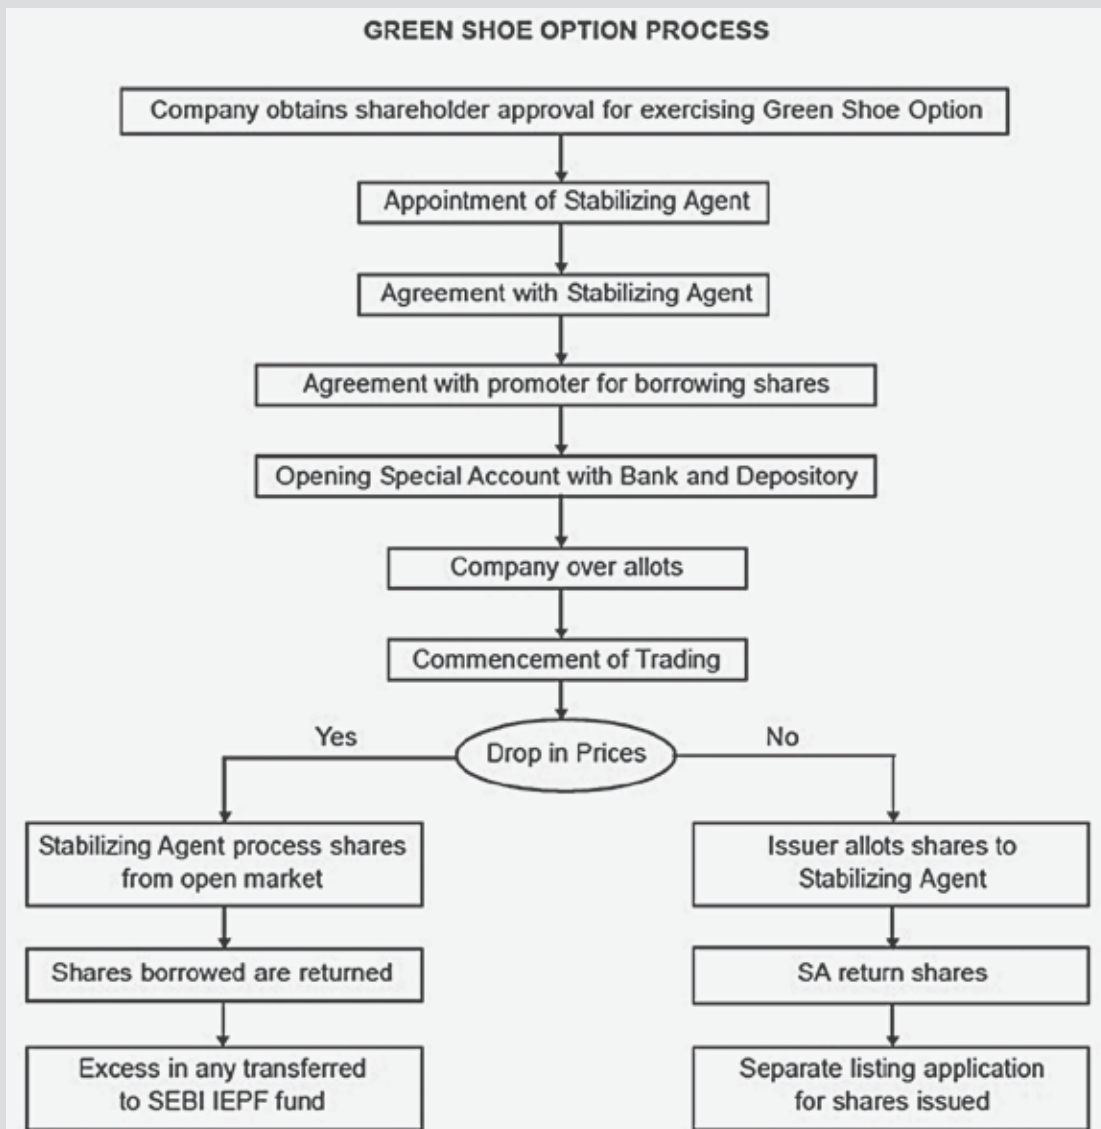 GREEN SHOE OPTION PROCESS
Company obtains shareholder approval for exercising Green Shoe Option
Appointment of Stabilizing Agent
Agreement with Stabilizing Agent
Agreement with promoter for borrowing shares
Opening Special Account with Bank and Depository
Company over allots
Commencement of Trading
Drop in Prices
Yes
No
Stabilizing Agent process shares
from open market
Shares borrowed are returned
Excess in any transferred
to SEBI IEPF fund
Issuer allots shares to
Stabilizing Agent
SA return shares
Separate listing application
for shares issued